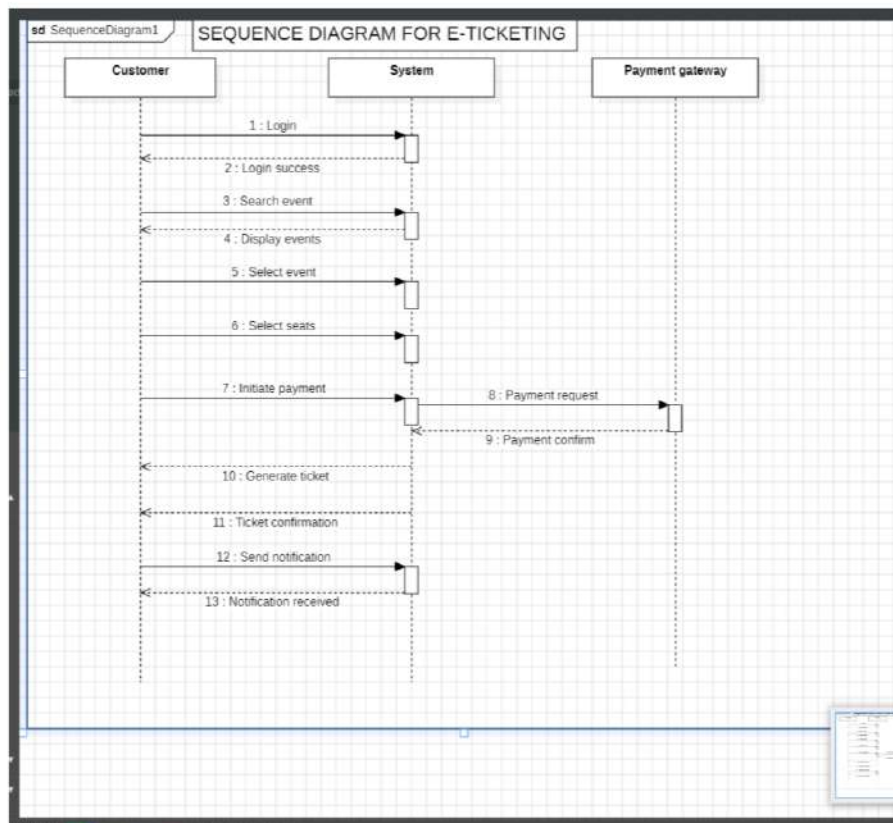 sd SequenceDiagram1
SEQUENCE DIAGRAM FOR E-TICKETING
Customer
System
Payment gateway
1 : Login
2 : Login success
3 : Search event
4 : Display events
5 : Select event
6 : Select seats
7 : Initiate payment
8 : Payment request
9 : Payment confirm
10 : Generate ticket
11 : Ticket confirmation
12 : Send notification
13 : Notification received